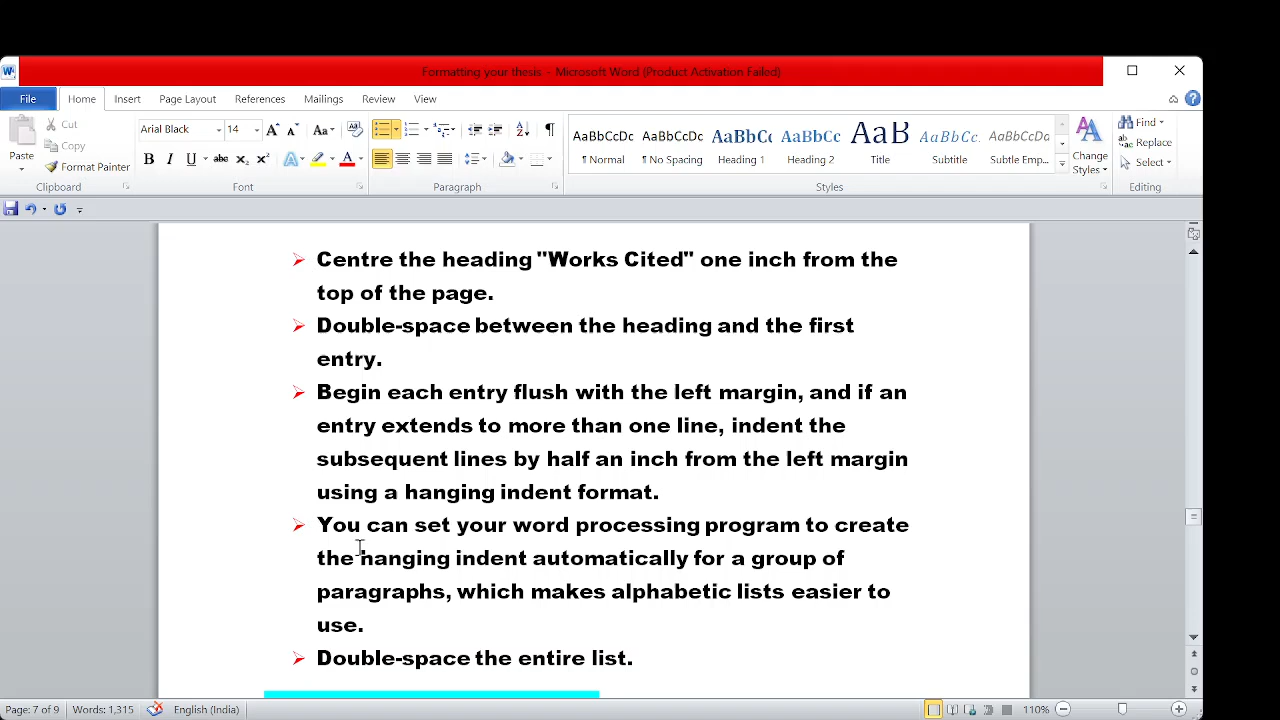 Formatting your thesis - Microsoft Word (Product Activation Failed)
File Home Insert Page Layout References Mailings Review View
Paste
Cut
Copy
Format Painter
Clipboard
Arial Black 14
Font
Paragraph
AaBbCcDc AaBbCcDc AaBbCc AaBbCc AaB AaBbCc. AaBbCcDc
¶ Normal ¶ No Spacing Heading 1 Heading 2 Title Subtitle Subtle Emp...
Change Styles
Styles
Find
Replace
Select
Editing
Centre the heading "Works Cited" one inch from the
top of the page.
Double-space between the heading and the first
entry.
Begin each entry flush with the left margin, and if an
entry extends to more than one line, indent the
subsequent lines by half an inch from the left margin
using a hanging indent format.
You can set your word processing program to create
the hanging indent automatically for a group of
paragraphs, which makes alphabetic lists easier to
use.
Double-space the entire list.
Page: 7 of 9 Words: 1,315 English (India) 110%